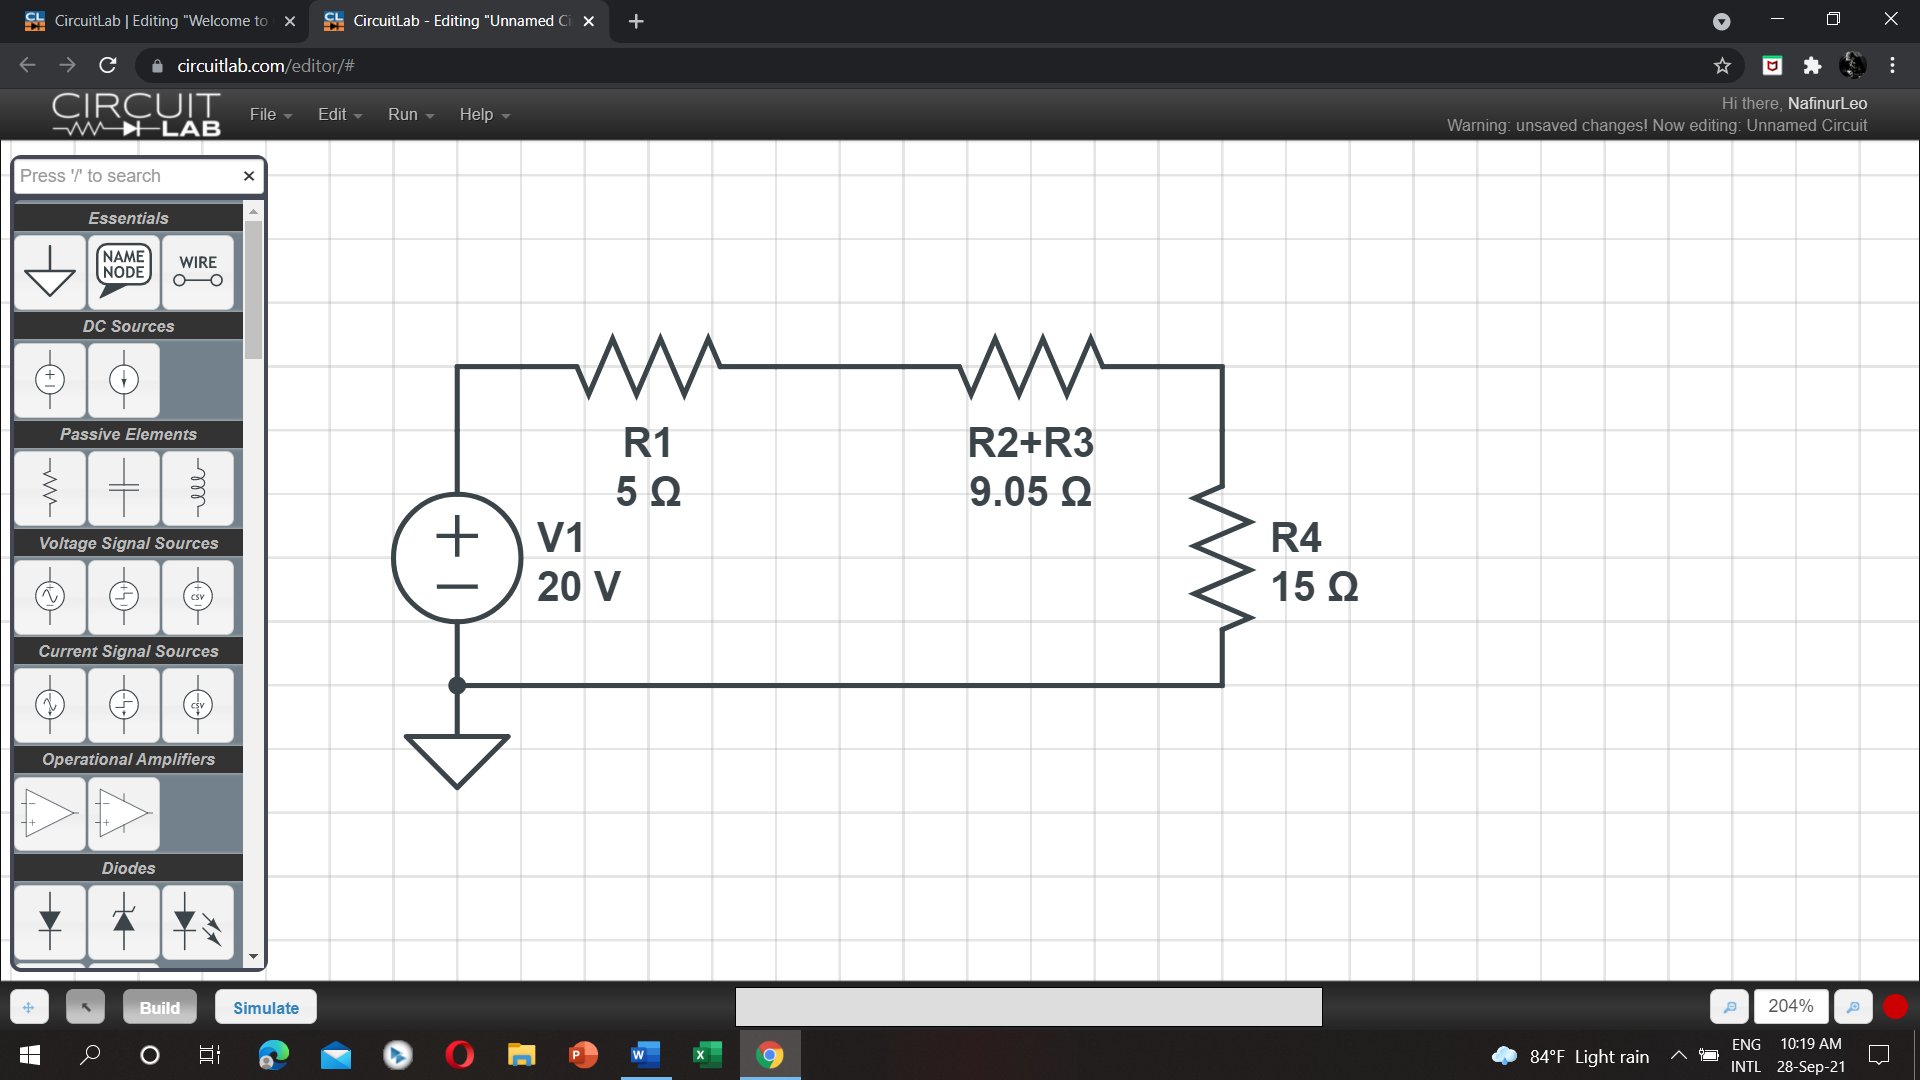 CircuitLab | Editing "Welcome to
CircuitLab - Editing "Unnamed Ci
circuitlab.com/editor/#
CIRCUIT
LAB
File
Edit
Run
Help
Hi there, NafinurLeo
Warning: unsaved changes! Now editing: Unnamed Circuit
Press '/' to search
Essentials
NAME
NODE
WIRE
DC Sources
Passive Elements
Voltage Signal Sources
csv
Current Signal Sources
csv
Operational Amplifiers
Diodes
R1
5 Ω
R2+R3
9.05 Ω
V1
20 V
R4
15 Ω
Build
Simulate
204%
84°F Light rain
ENG
INTL
10:19 AM
28-Sep-21